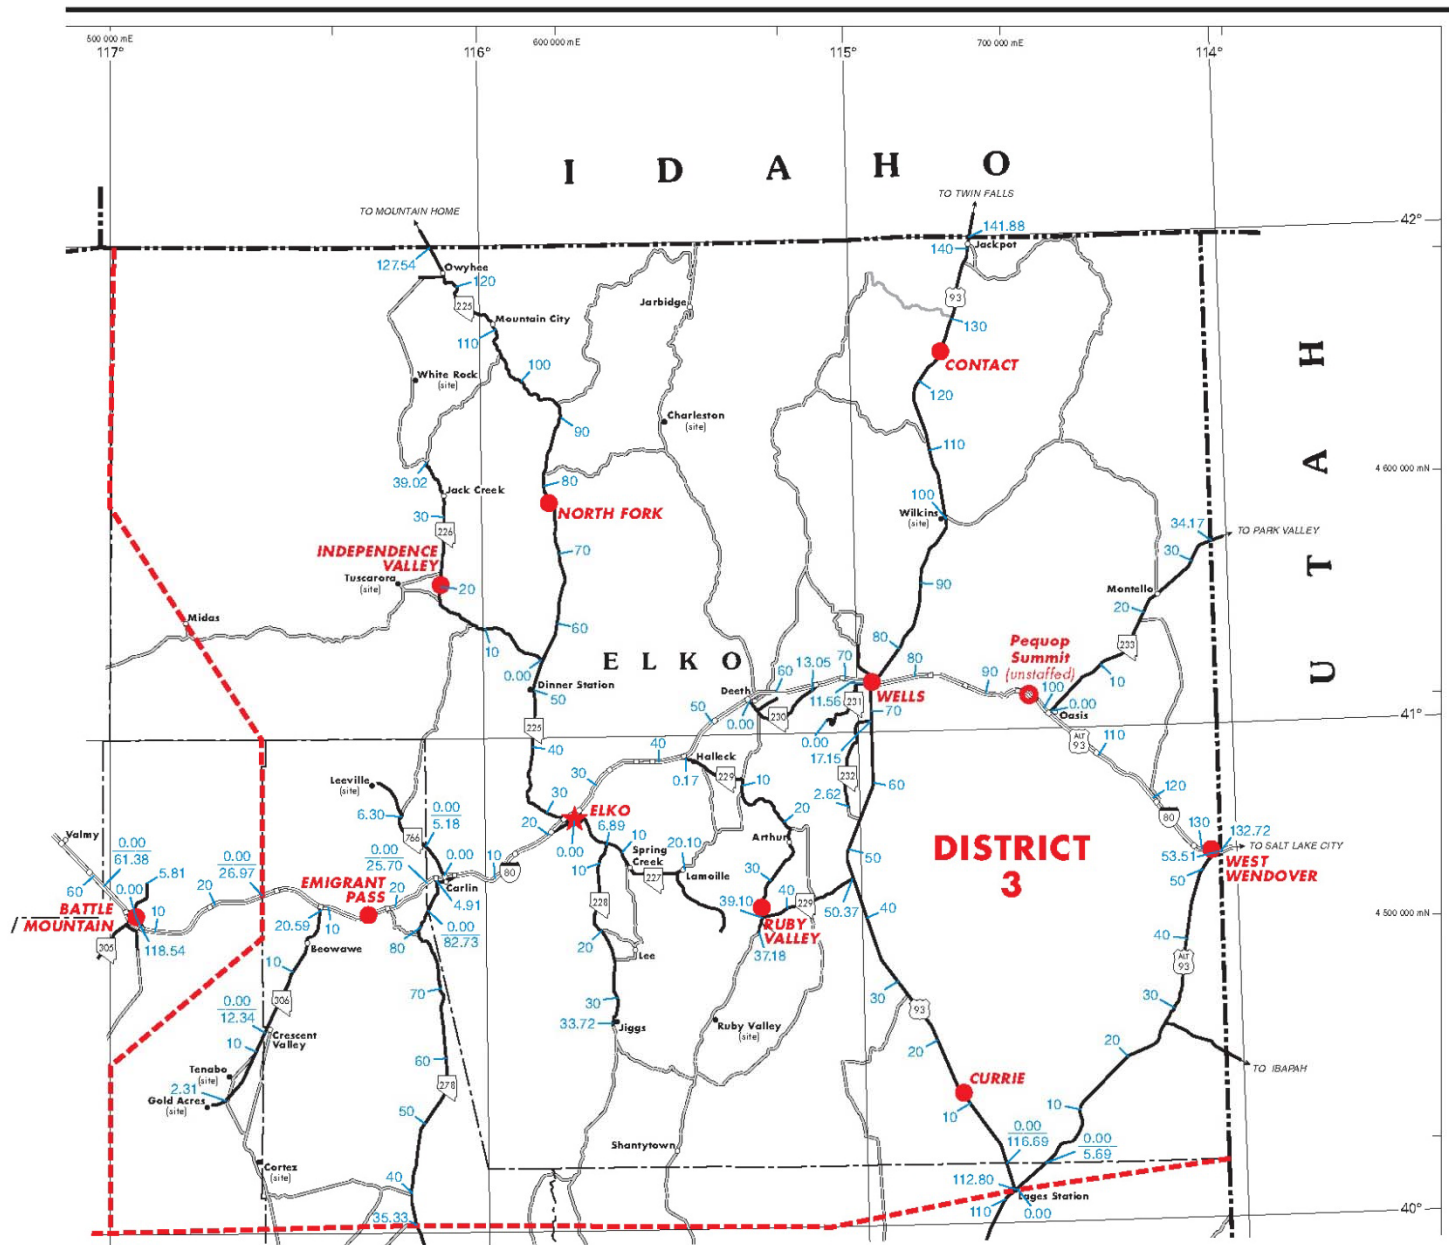 500 000 mE
600 000 mE
700 000 mE
117°
116°
115°
114°
IDAHO
TO TWIN FALLS
TO MOUNTAIN HOME
141.88
42°
140
Jackpot
127.54
Owyhee
120
225
93
Jarbidge
Mountain City
130
110
UTAH
CONTACT
100
White Rock
(site)
120
Charleston
(site)
90
110
4 600 000 mN
39.02
80
Jack Creek
100
NORTH FORK
Wilkins
(site)
30
34.17
TO PARK VALLEY
226
INDEPENDENCE
VALLEY
70
30
Tuscarora
(site)
20
90
Montello
20
Midas
60
10
80
233
Pequop
Summit
(unstaffed)
ELKO
13.05
70
80
90
10
0.00
60
Dinner Station
50
Deeth
11.56
WELLS
100
0.00
Oasis
50
0.00
230
231
70
41°
225
0.00
ALT
93
110
40
40
Halleck
17.15
0.17
229
10
232
60
30
Leeville
(site)
2.62
120
6.30
0.00
5.18
30
ELKO
20
80
130
132.72
Valmy
766
20
6.89
0.00
10
Arthur
DISTRICT
3
TO SALT LAKE CITY
0.00
61.38
0.00
26.97
0.00
25.70
0.00
10
Spring
Creek
20.10
50
53.51
WEST
WENDOVER
60
5.81
0.00
20
EMIGRANT
PASS
20
Carlin
80
10
227
Lamoille
30
50
BATTLE
MOUNTAIN
10
4.91
228
39.10
40
229
50.37
40
4 500 000 mN
20.59
10
0.00
82.73
RUBY
VALLEY
305
118.54
Beowawe
80
20
37.18
40
Lee
ALT
93
10
70
30
30
306
30
93
0.00
12.34
33.72
Jiggs
Ruby Valley
(site)
Crescent
Valley
10
20
20
60
Tenabo
(site)
TO IBAPAH
2.31
278
CURRIE
Gold Acres
(site)
50
10
10
0.00
116.69
0.00
5.69
Shantytown
Cortez
(site)
40
112.80
Lages Station
110
0.00
35.33
40°